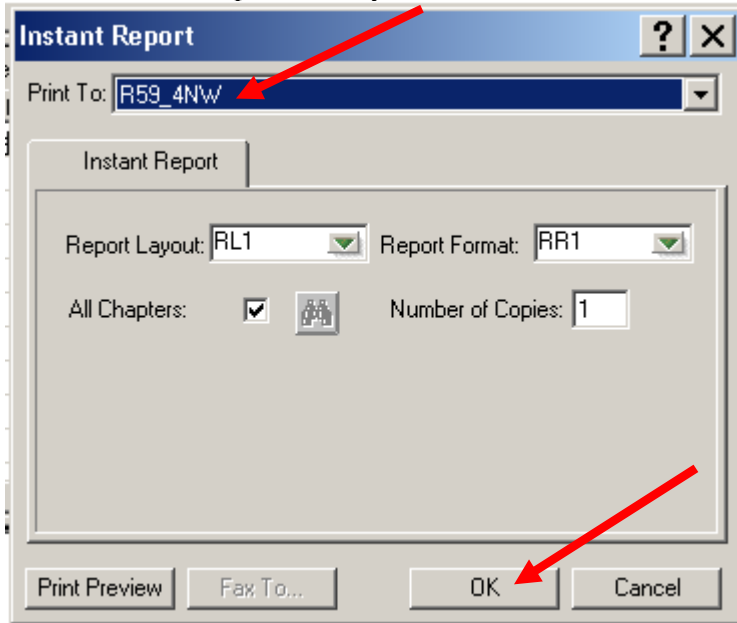 Instant Report
Print To: R59_4NW
Instant Report
Report Layout: RL1 Report Format: RR1
All Chapters: Number of Copies: 1
Print Preview Fax To... OK Cancel